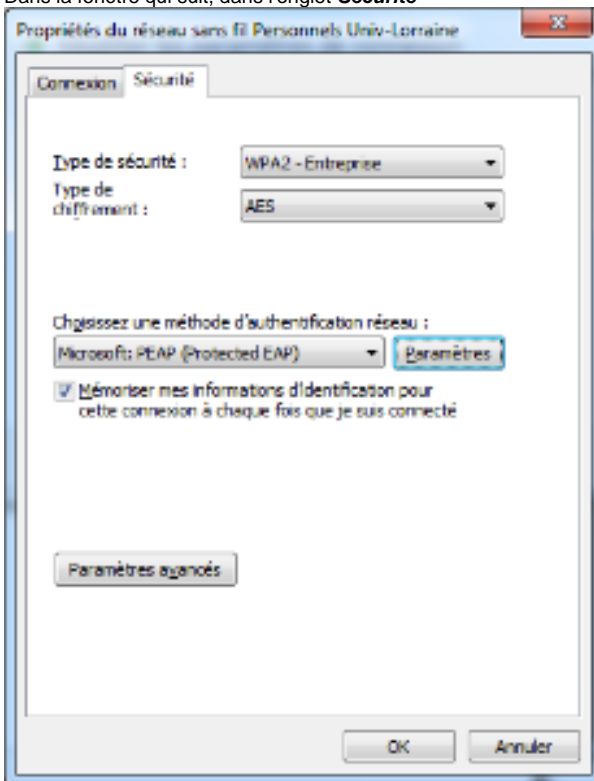 Dans la fenêtre qui suit, dans l'onglet Sécurité
Propriétés du réseau sans fil Personnels Univ-Lorraine
Connexion
Sécurité
Type de sécurité :
WPA2 - Entreprise
Type de
chiffrement :
AES
Choisissez une méthode d'authentification réseau :
Microsoft: PEAP (Protected EAP)
Paramètres
Mémoriser mes informations d'identification pour
cette connexion à chaque fois que je suis connecté
Paramètres avancés
OK
Annuler